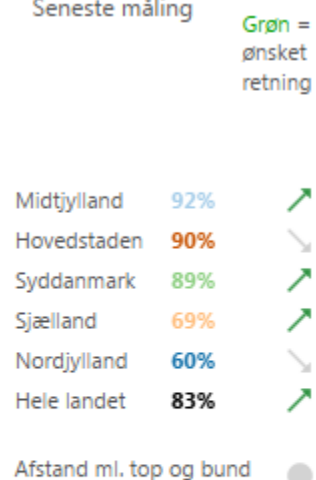 Seneste måling
Grøn =
ønsket
retning
Midtjylland 92%
Hovedstaden 90%
Syddanmark 89%
Sjælland 69%
Nordjylland 60%
Hele landet 83%
Afstand ml. top og bund